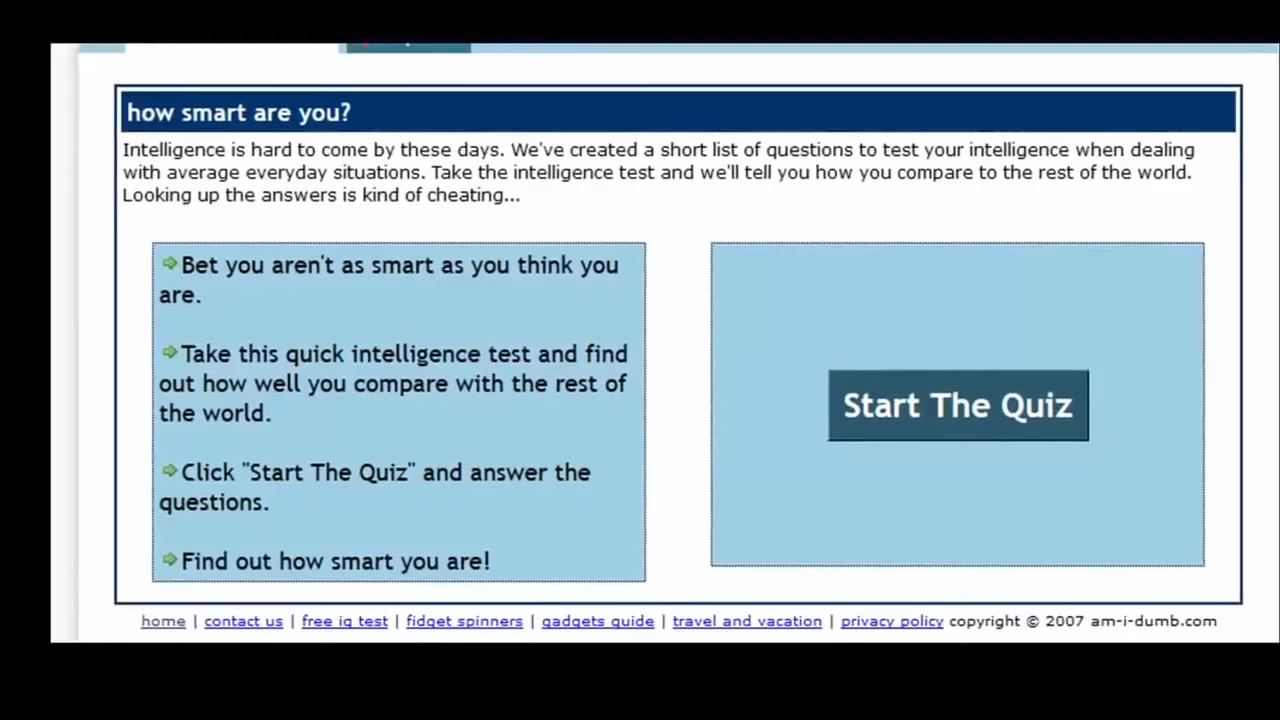 how smart are you?
Intelligence is hard to come by these days. We've created a short list of questions to test your intelligence when dealing
with average everyday situations. Take the intelligence test and we'll tell you how you compare to the rest of the world.
Looking up the answers is kind of cheating...
Bet you aren't as smart as you think you
are.
Take this quick intelligence test and find
out how well you compare with the rest of
the world.
Click "Start The Quiz" and answer the
questions.
Find out how smart you are!
Start The Quiz
home | contact us | free iq test | fidget spinners | gadgets guide | travel and vacation | privacy policy copyright © 2007 am-i-dumb.com